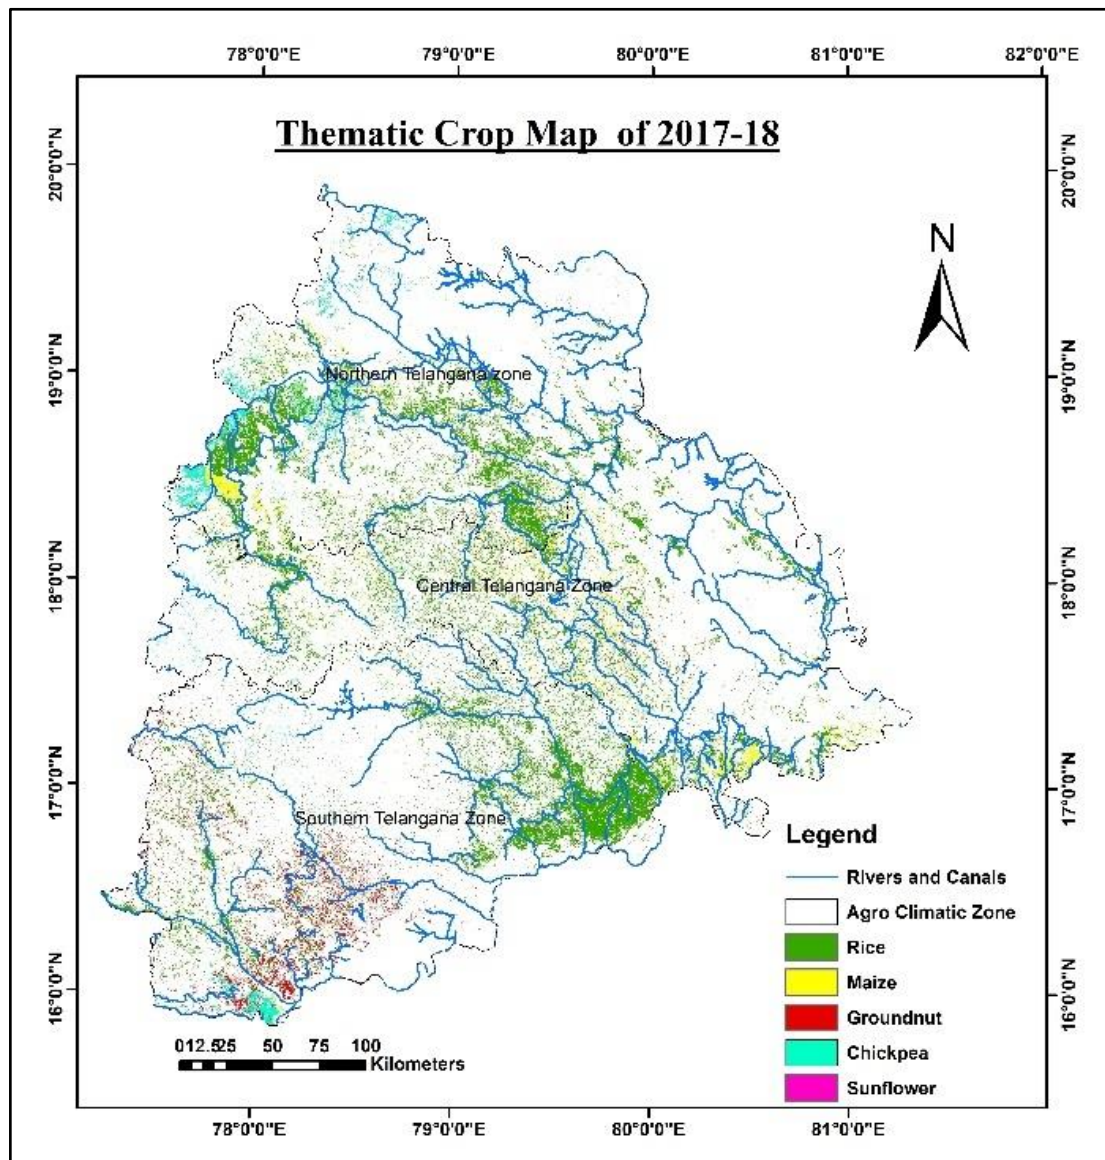 78°0'0"E 79°0'0"E 80°0'0"E 81°0'0"E 82°0'0"E
Thematic Crop Map of 2017-18
20°0'0"N
20°0'0"N
N
19°0'0"N
19°0'0"N
Northern Telangana zone
18°0'0"N
18°0'0"N
Central Telangana Zone
17°0'0"N
17°0'0"N
Southern Telangana Zone
Legend
Rivers and Canals
Agro Climatic Zone
Rice
Maize
Groundnut
Chickpea
Sunflower
16°0'0"N
16°0'0"N
012.525 50 75 100
Kilometers
78°0'0"E 79°0'0"E 80°0'0"E 81°0'0"E